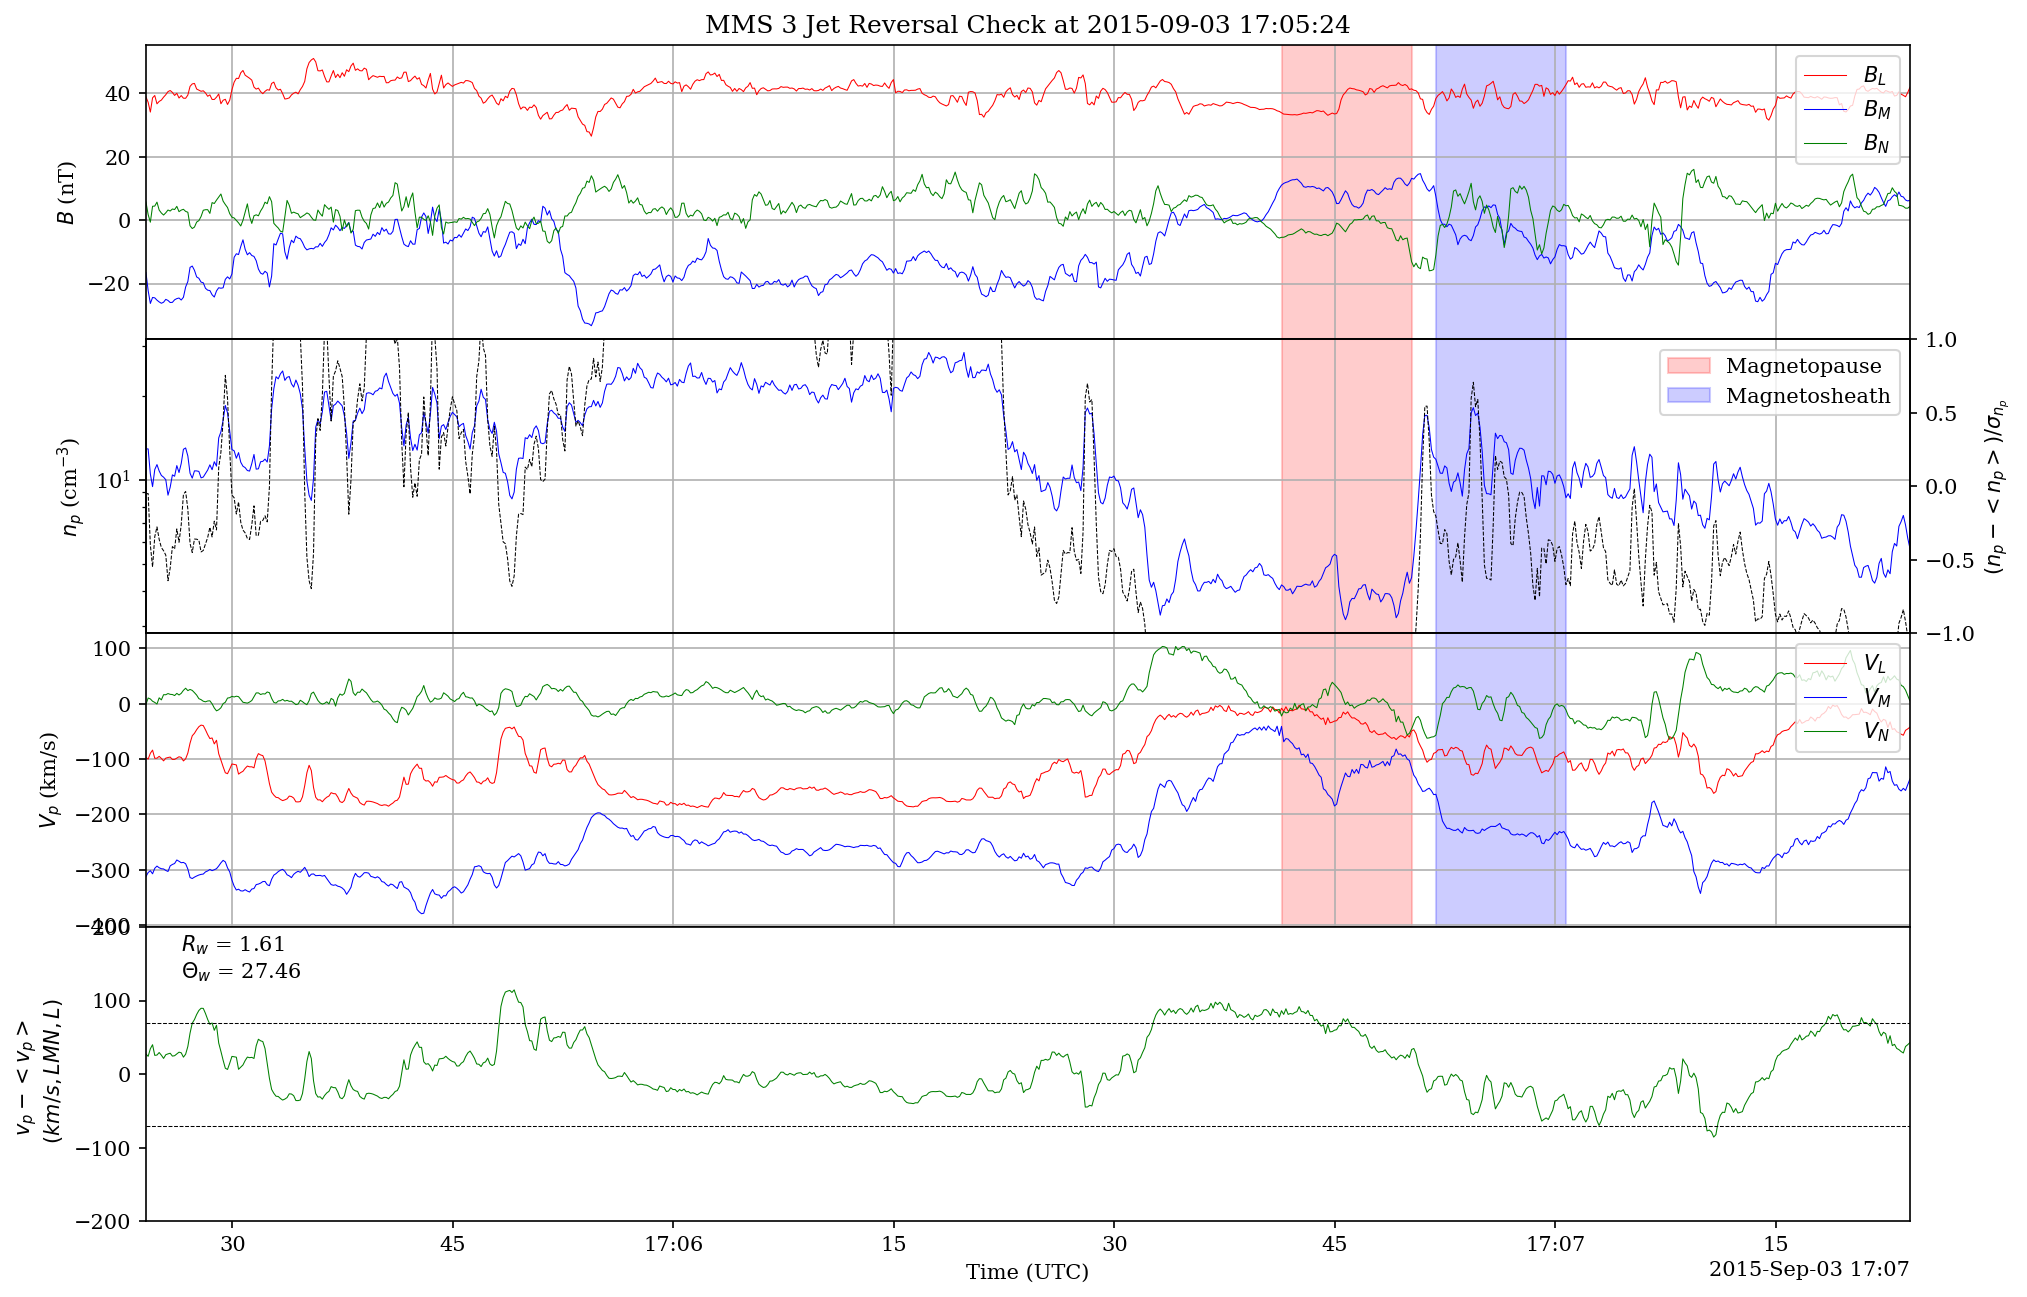 MMS 3 Jet Reversal Check at 2015-09-03 17:05:24
40
20
0
−20
B (nT)
B_L
B_M
B_N
10^1
n_p (cm^−3)
Magnetopause
Magnetosheath
1.0
0.5
0.0
−0.5
−1.0
(n_p − < n_p >)/σ_{n_p}
100
0
−100
−200
−300
−400
V_p (km/s)
V_L
V_M
V_N
200
100
0
−100
−200
v_p − < v_p >
(km/s, LMN, L)
R_w = 1.61
Θ_w = 27.46
30
45
17:06
15
30
45
17:07
15
Time (UTC)
2015-Sep-03 17:07